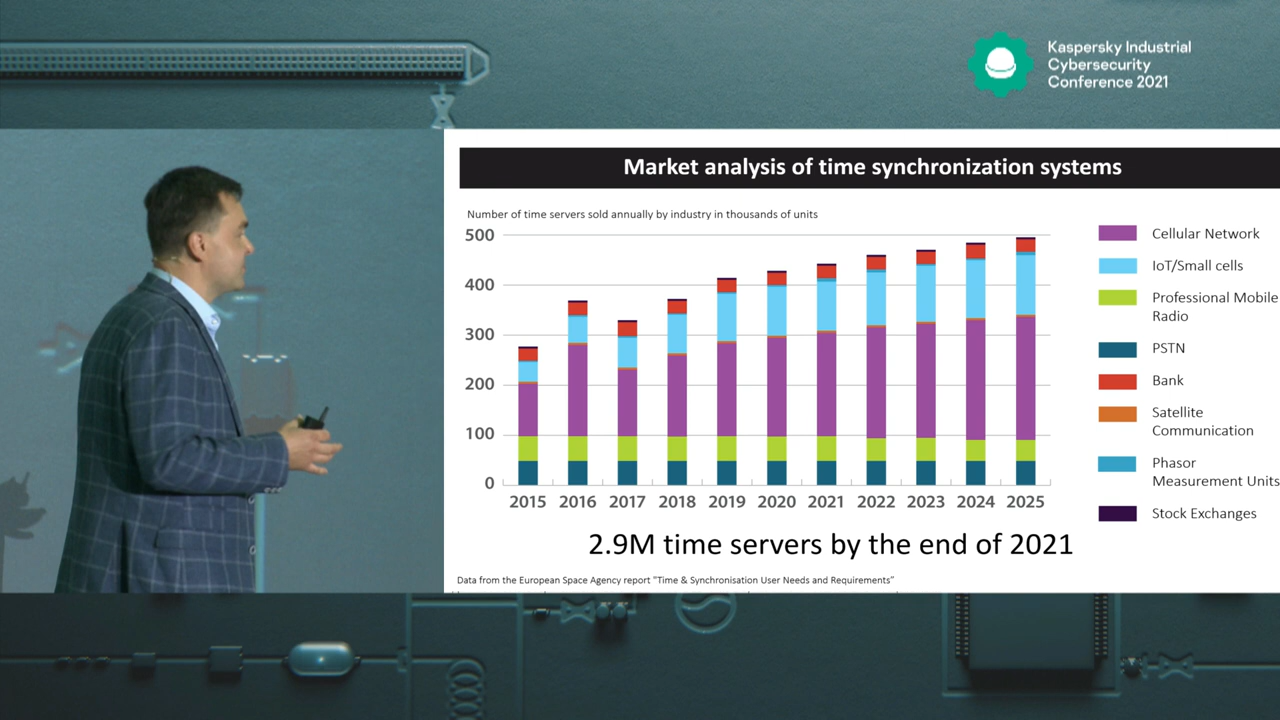 Kaspersky Industrial
Cybersecurity
Conference 2021
Market analysis of time synchronization systems
Number of time servers sold annually by industry in thousands of units
500
400
300
200
100
0
2015 2016 2017 2018 2019 2020 2021 2022 2023 2024 2025
Cellular Network
IoT/Small cells
Professional Mobile
Radio
PSTN
Bank
Satellite
Communication
Phasor
Measurement Units
Stock Exchanges
2.9M time servers by the end of 2021
Data from the European Space Agency report "Time & Synchronisation User Needs and Requirements"